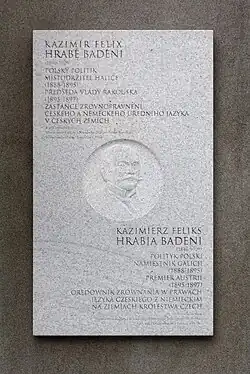 KAZIMÍR FELIX
HRABĚ BADENI
POLSKÝ POLITIK
MÍSTODRŽITEL HALIČE
(1888-1895)
PŘEDSEDA VLÁDY RAKOUSKA
(1895-1897)
ZASTÁNCE ZROVNOPRÁVNĚNÍ
ČESKÉHO A NĚMECKÉHO ÚŘEDNÍHO JAZYKA
V ČESKÝCH ZEMÍCH
KAZIMIERZ FELIKS
HRABIA BADENI
POLITYK POLSKI
NAMIESTNIK GALICJI
(1888-1895)
PREMIER AUSTRII
(1895-1897)
ORĘDOWNIK ZRÓWNANIA W PRAWACH
JĘZYKA CZESKIEGO Z NIEMIECKIM
NA ZIEMIACH KRÓLESTWA CZECH